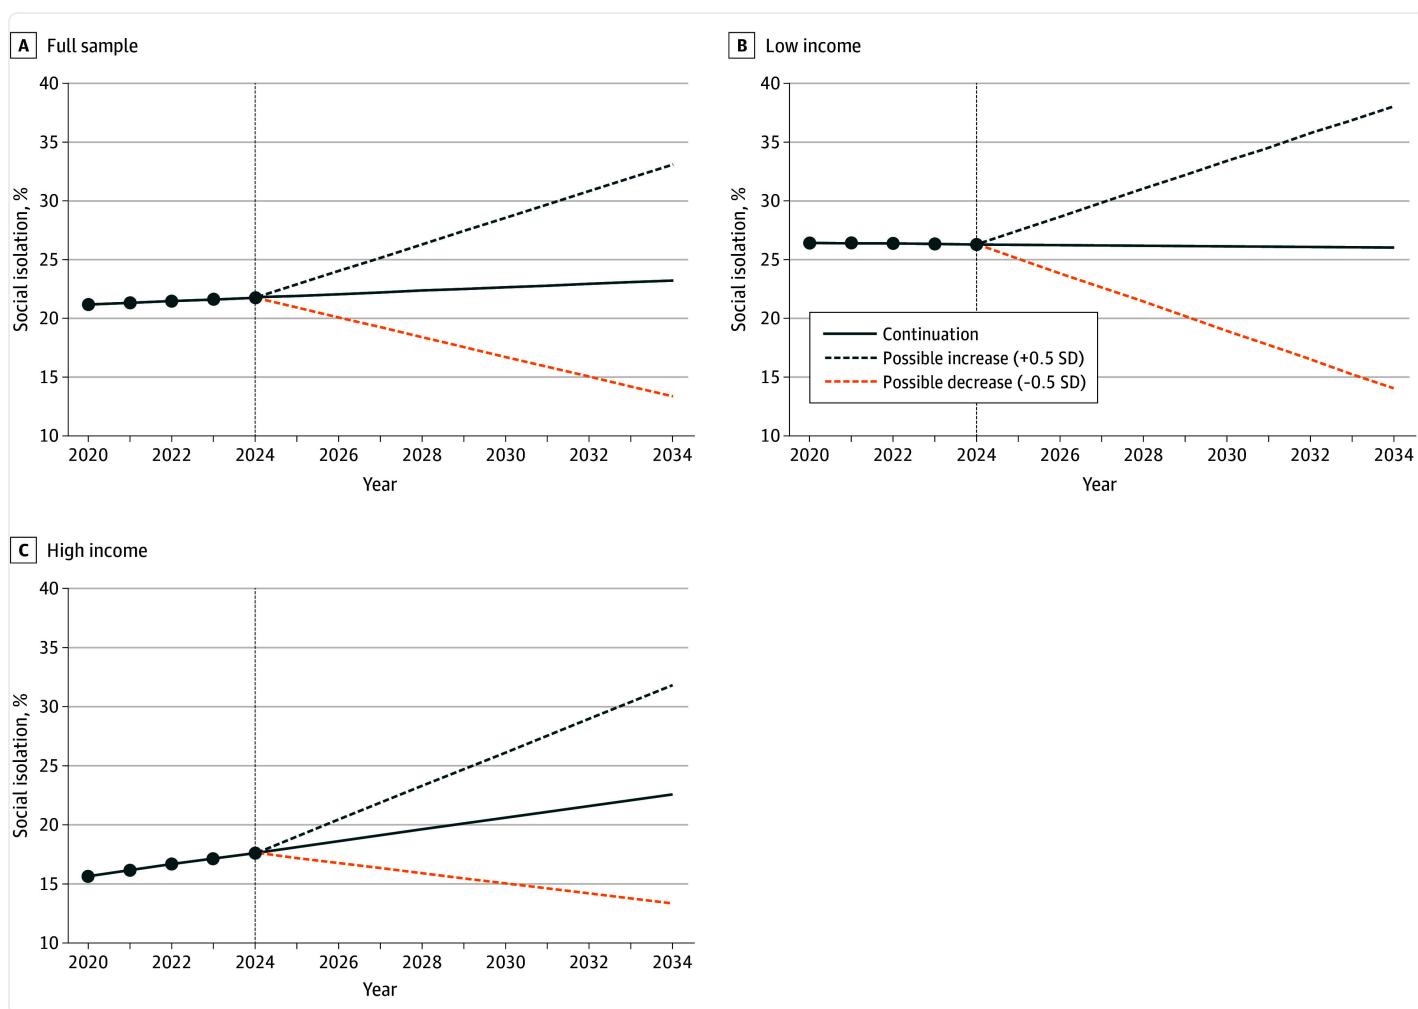 A Full sample
40
35
30
25
20
15
10
Social isolation, %
2020 2022 2024 2026 2028 2030 2032 2034
Year
B Low income
40
35
30
25
20
15
10
Social isolation, %
Continuation
Possible increase (+0.5 SD)
Possible decrease (–0.5 SD)
2020 2022 2024 2026 2028 2030 2032 2034
Year
C High income
40
35
30
25
20
15
10
Social isolation, %
2020 2022 2024 2026 2028 2030 2032 2034
Year